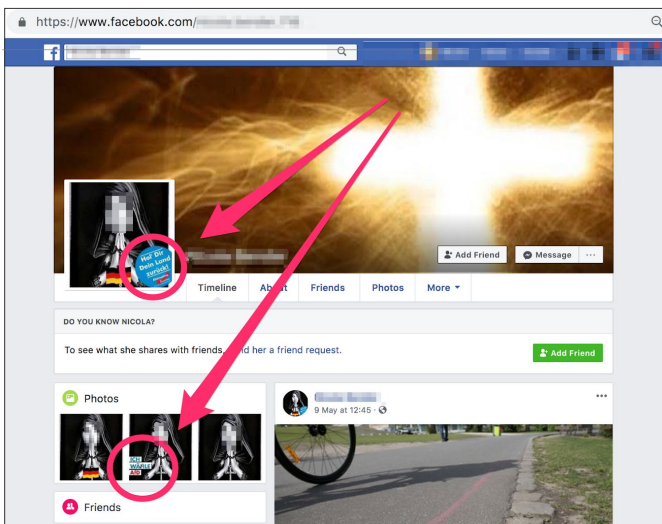 https://www.facebook.com/
f
Hol Dir
Dein Land
zurück!
Add Friend
Message
Timeline About Friends Photos More
DO YOU KNOW NICOLA?
To see what she shares with friends, her a friend request.
Add Friend
Photos
ICH
WÄHLE
AfD
9 May at 12:45
Friends